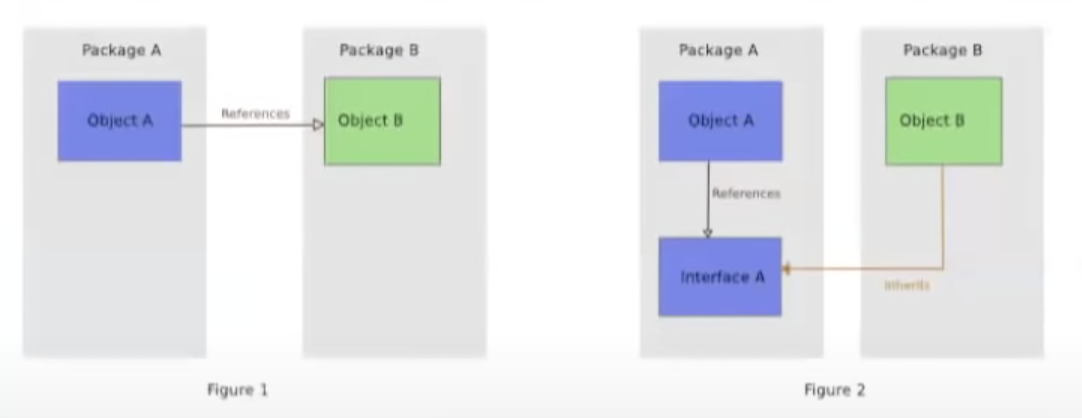 Package A
Object A
References
Package B
Object B
Figure 1
Package A
Object A
References
Interface A
Package B
Object B
Inherits
Figure 2